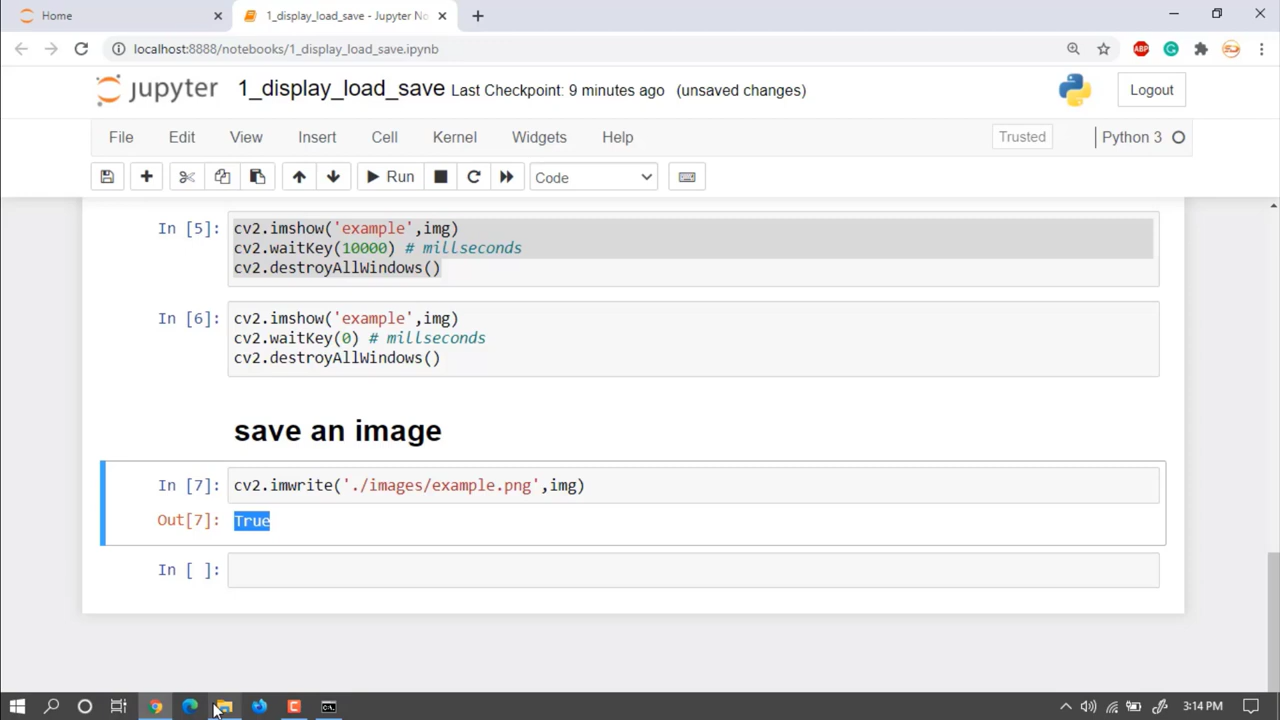 Home
1_display_load_save - Jupyter No
localhost:8888/notebooks/1_display_load_save.ipynb
ABP
jupyter 1_display_load_save Last Checkpoint: 9 minutes ago (unsaved changes)
Logout
File Edit View Insert Cell Kernel Widgets Help
Trusted
Python 3
Run
Code
In [5]: cv2.imshow('example',img)
cv2.waitKey(10000) # millseconds
cv2.destroyAllWindows()
In [6]: cv2.imshow('example',img)
cv2.waitKey(0) # millseconds
cv2.destroyAllWindows()
save an image
In [7]: cv2.imwrite('./images/example.png',img)
Out[7]: True
In [ ]:
3:14 PM